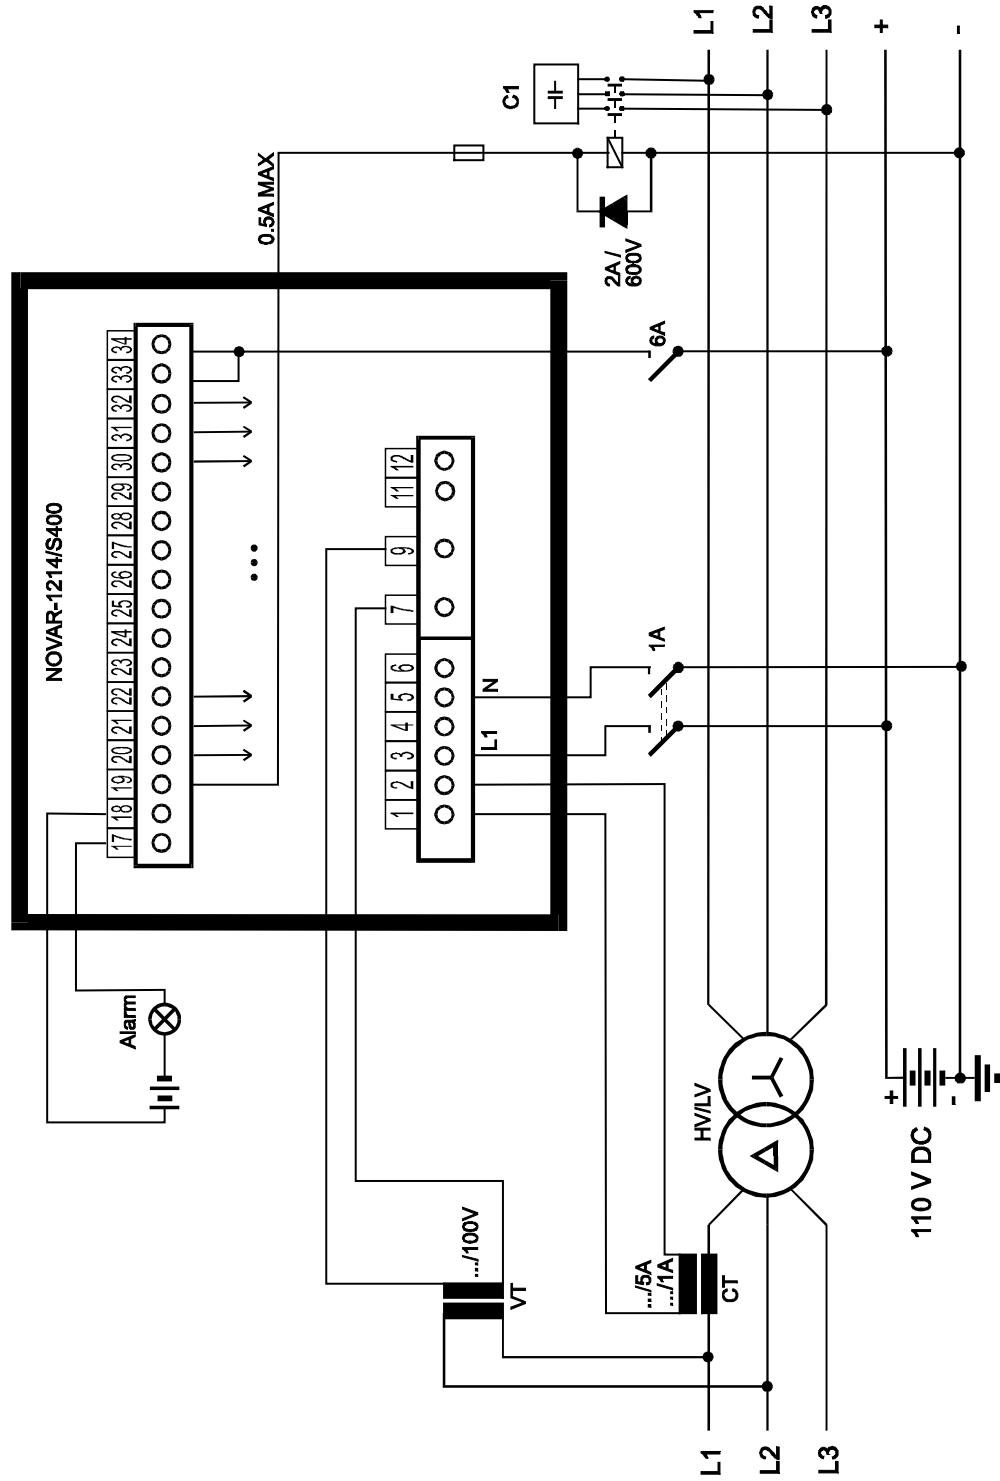 NOVAR-1214/S400
17 18 19 20 21 22 23 24 25 26 27 28 29 30 31 32 33 34
1 2 3 4 5 6 7 9 11 12
L1
N
Alarm
0.5A MAX
C1
2A /
600V
6A
1A
L1
L2
L3
+
-
VT
.../100V
.../5A
.../1A
CT
HV/LV
+
-
110 V DC
L1
L2
L3